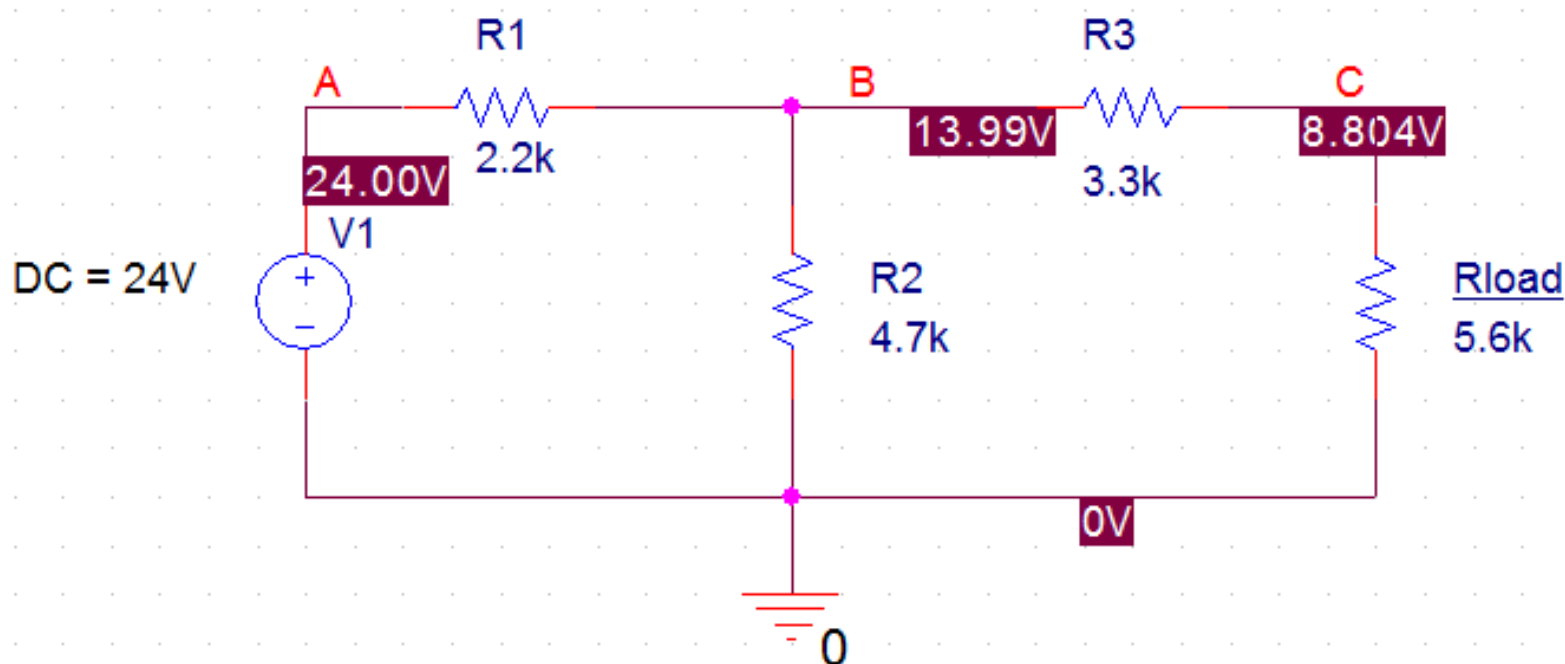 R1
R3
A
B
C
13.99V
8.804V
2.2k
3.3k
24.00V
V1
DC = 24V
+
−
R2
4.7k
Rload
5.6k
0V
0